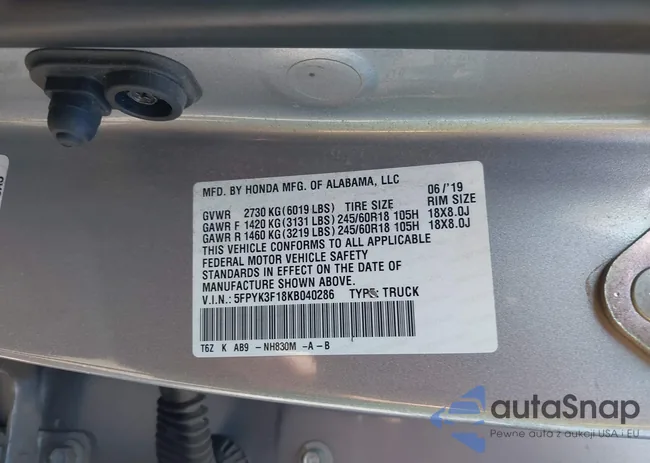 MFD. BY HONDA MFG. OF ALABAMA, LLC 06/'19
GVWR 2730 KG(6019 LBS) TIRE SIZE RIM SIZE
GAWR F 1420 KG(3131 LBS) 245/60R18 105H 18X8.0J
GAWR R 1460 KG(3219 LBS) 245/60R18 105H 18X8.0J
THIS VEHICLE CONFORMS TO ALL APPLICABLE
FEDERAL MOTOR VEHICLE SAFETY
STANDARDS IN EFFECT ON THE DATE OF
MANUFACTURE SHOWN ABOVE.
V.I.N.: 5FPYK3F18KB040286 TYPE: TRUCK
T6Z K AB9 -NH830M -A-B
autaSnap
Pewne auta z aukcji USA i EU